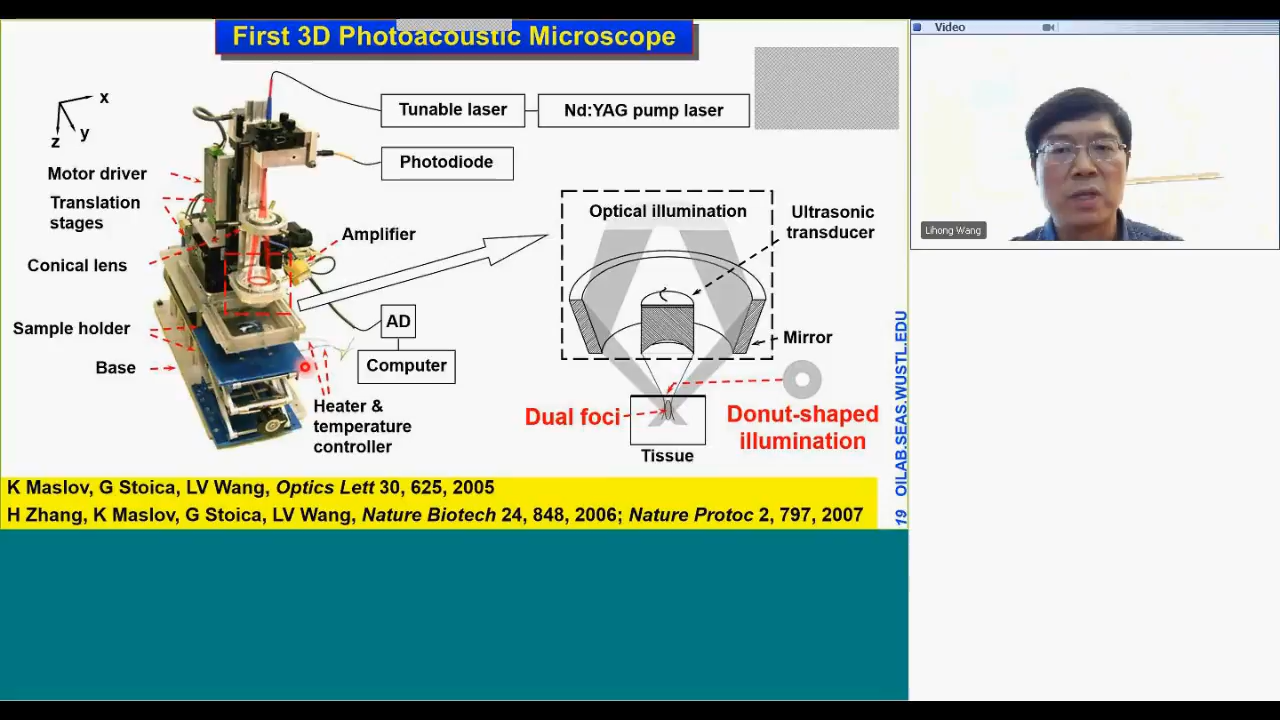 First 3D Photoacoustic Microscope
Video
x
y
z
Tunable laser
Nd:YAG pump laser
Photodiode
Motor driver
Translation
stages
Conical lens
Amplifier
Sample holder
Base
AD
Computer
Heater &
temperature
controller
Optical illumination
Ultrasonic
transducer
Mirror
Dual foci
Donut-shaped
illumination
Tissue
K Maslov, G Stoica, LV Wang, Optics Lett 30, 625, 2005
H Zhang, K Maslov, G Stoica, LV Wang, Nature Biotech 24, 848, 2006; Nature Protoc 2, 797, 2007
19 OILAB.SEAS.WUSTL.EDU
Lihong Wang